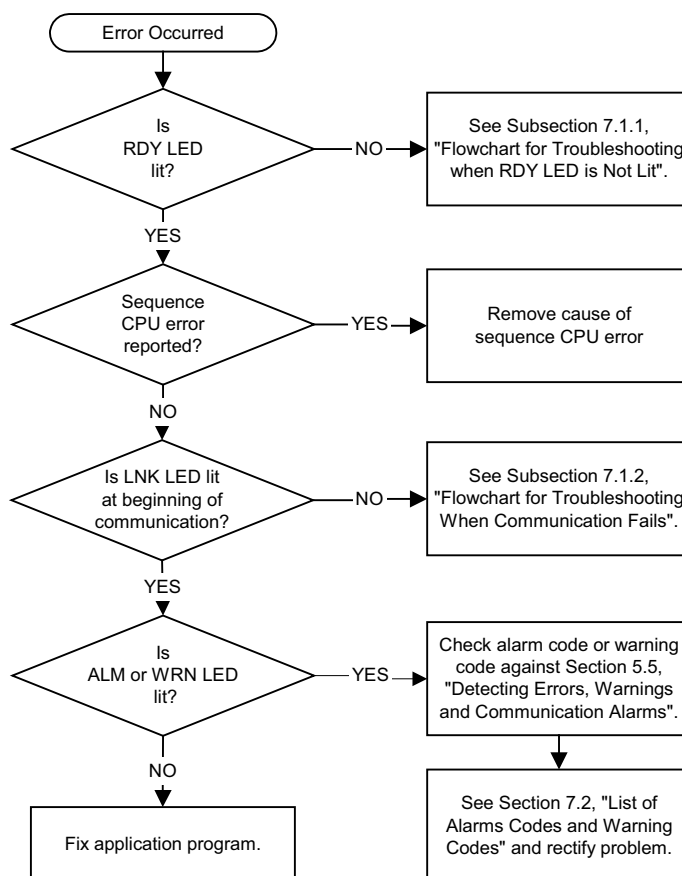 Error Occurred
Is
RDY LED
lit?
NO
See Subsection 7.1.1,
"Flowchart for Troubleshooting
when RDY LED is Not Lit".
YES
Sequence
CPU error
reported?
YES
Remove cause of
sequence CPU error
NO
Is LNK LED lit
at beginning of
communication?
NO
See Subsection 7.1.2,
"Flowchart for Troubleshooting
When Communication Fails".
YES
Is
ALM or WRN LED
lit?
YES
Check alarm code or warning
code against Section 5.5,
"Detecting Errors, Warnings
and Communication Alarms".
NO
Fix application program.
See Section 7.2, "List of
Alarms Codes and Warning
Codes" and rectify problem.